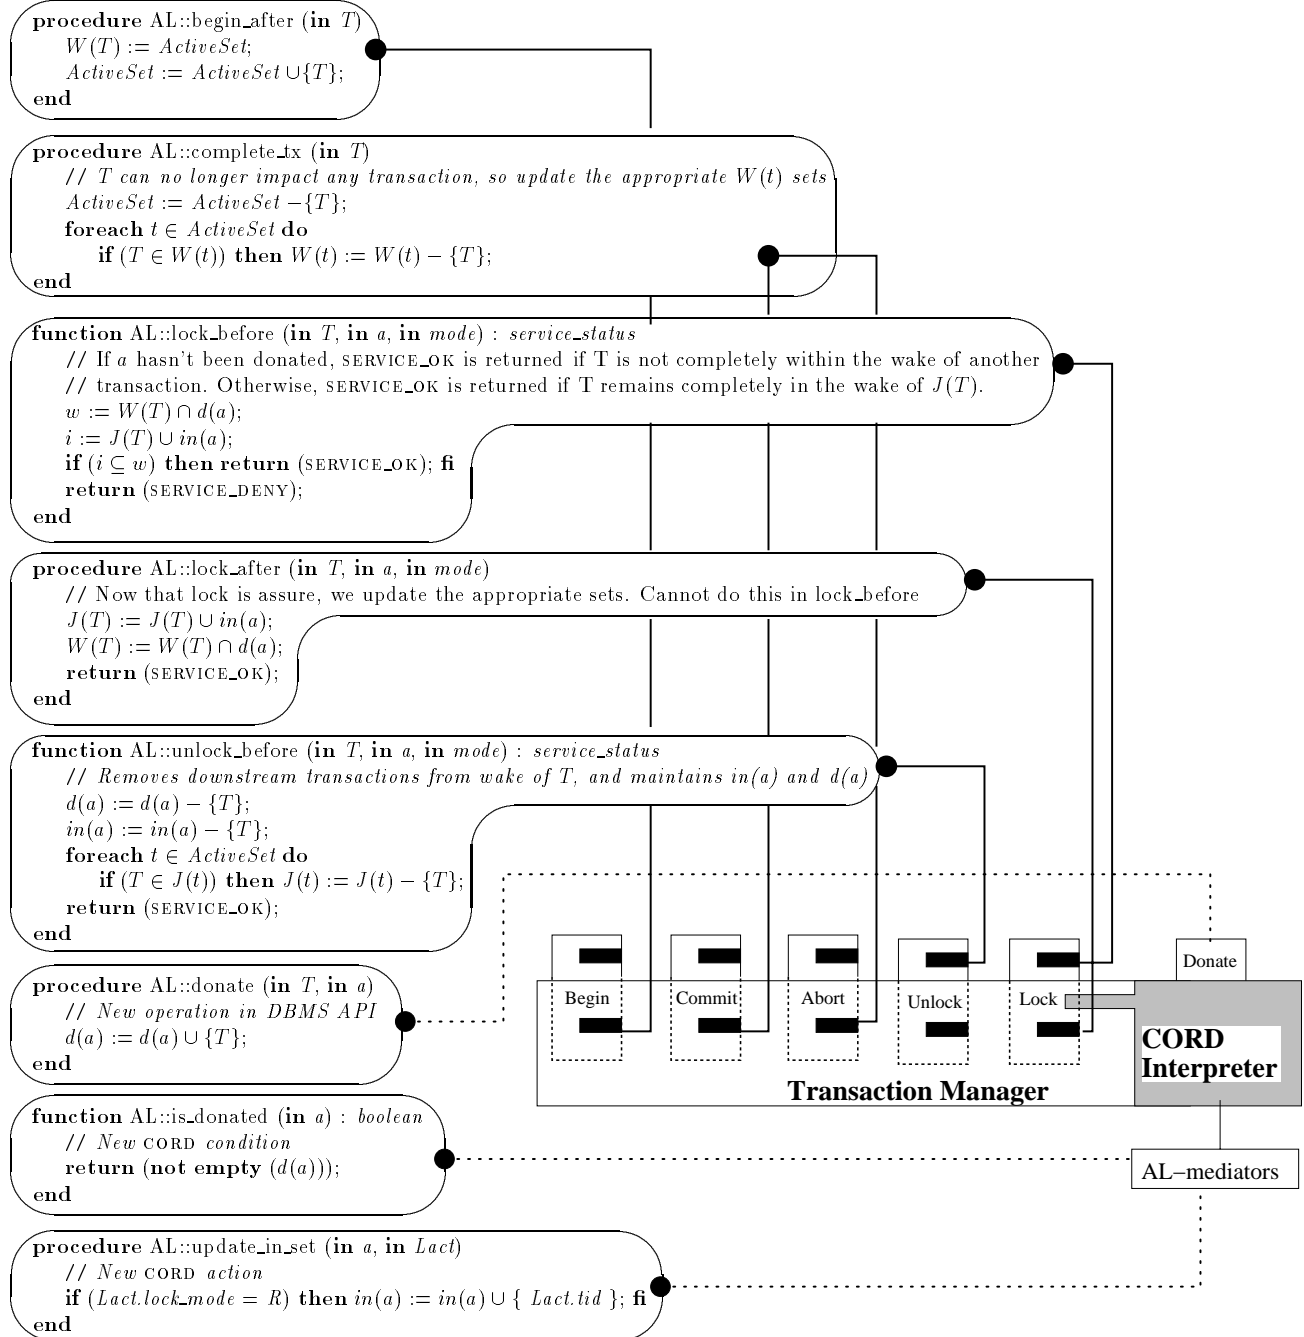 procedure AL::begin_after (in T)
W(T) := ActiveSet;
ActiveSet := ActiveSet ∪{T};
end
procedure AL::complete_tx (in T)
// T can no longer impact any transaction, so update the appropriate W(t) sets
ActiveSet := ActiveSet −{T};
foreach t ∈ ActiveSet do
if (T ∈ W(t)) then W(t) := W(t) − {T};
end
function AL::lock_before (in T, in a, in mode) : service_status
// If a hasn't been donated, SERVICE_OK is returned if T is not completely within the wake of another
// transaction. Otherwise, SERVICE_OK is returned if T remains completely in the wake of J(T).
w := W(T) ∩ d(a);
i := J(T) ∪ in(a);
if (i ⊆ w) then return (SERVICE_OK); fi
return (SERVICE_DENY);
end
procedure AL::lock_after (in T, in a, in mode)
// Now that lock is assure, we update the appropriate sets. Cannot do this in lock_before
J(T) := J(T) ∪ in(a);
W(T) := W(T) ∩ d(a);
return (SERVICE_OK);
end
function AL::unlock_before (in T, in a, in mode) : service_status
// Removes downstream transactions from wake of T, and maintains in(a) and d(a)
d(a) := d(a) − {T};
in(a) := in(a) − {T};
foreach t ∈ ActiveSet do
if (T ∈ J(t)) then J(t) := J(t) − {T};
return (SERVICE_OK);
end
procedure AL::donate (in T, in a)
// New operation in DBMS API
d(a) := d(a) ∪ {T};
end
function AL::is_donated (in a) : boolean
// New CORD condition
return (not empty (d(a)));
end
procedure AL::update_in_set (in a, in Lact)
// New CORD action
if (Lact.lock_mode = R) then in(a) := in(a) ∪ { Lact.tid }; fi
end
Begin
Commit
Abort
Unlock
Lock
Donate
CORD
Interpreter
Transaction Manager
AL−mediators